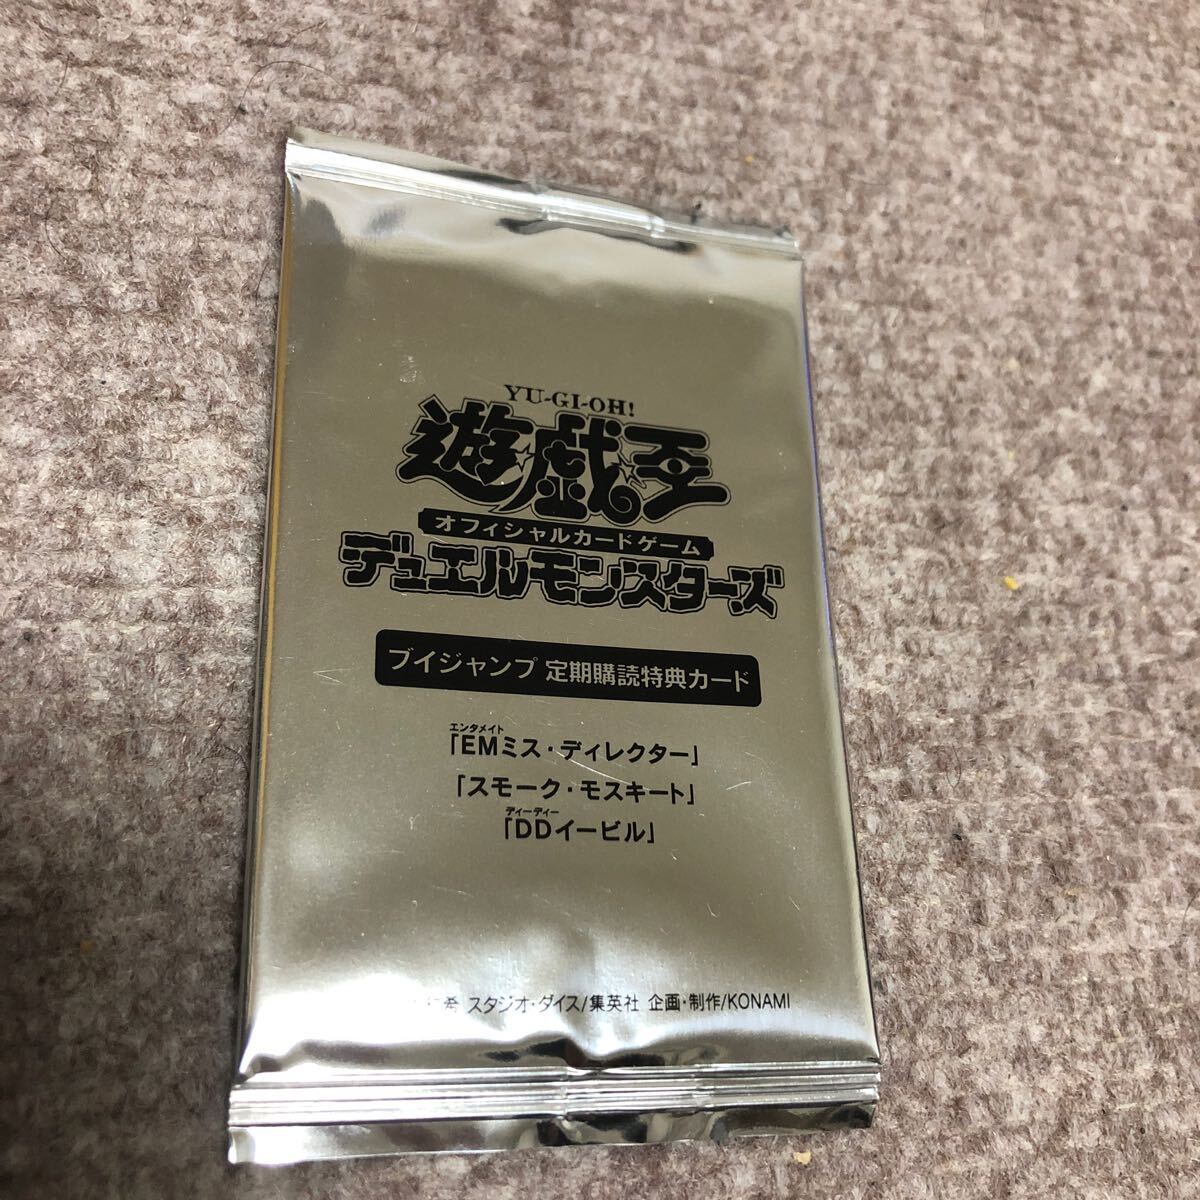 YU-GI-OH!
遊戯王
オフィシャルカードゲーム
デュエルモンスターズ
ブイジャンプ 定期購読特典カード
エンタメイト
「EMミス・ディレクター」
「スモーク・モスキート」
ディーディー
「DDイービル」
希 スタジオ・ダイス/集英社 企画・制作/KONAMI